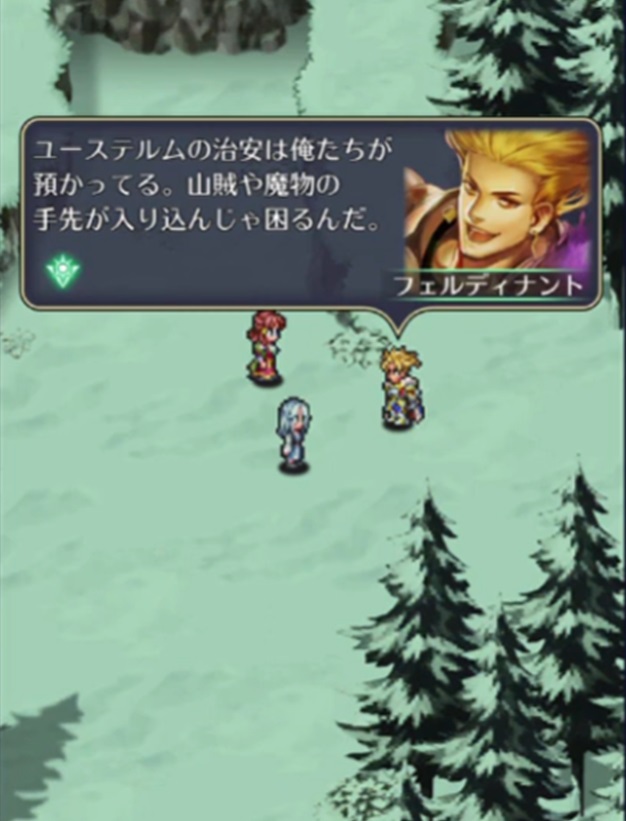 ユーステルムの治安は俺たちが
預かってる。山賊や魔物の
手先が入り込んじゃ困るんだ。
フェルディナント